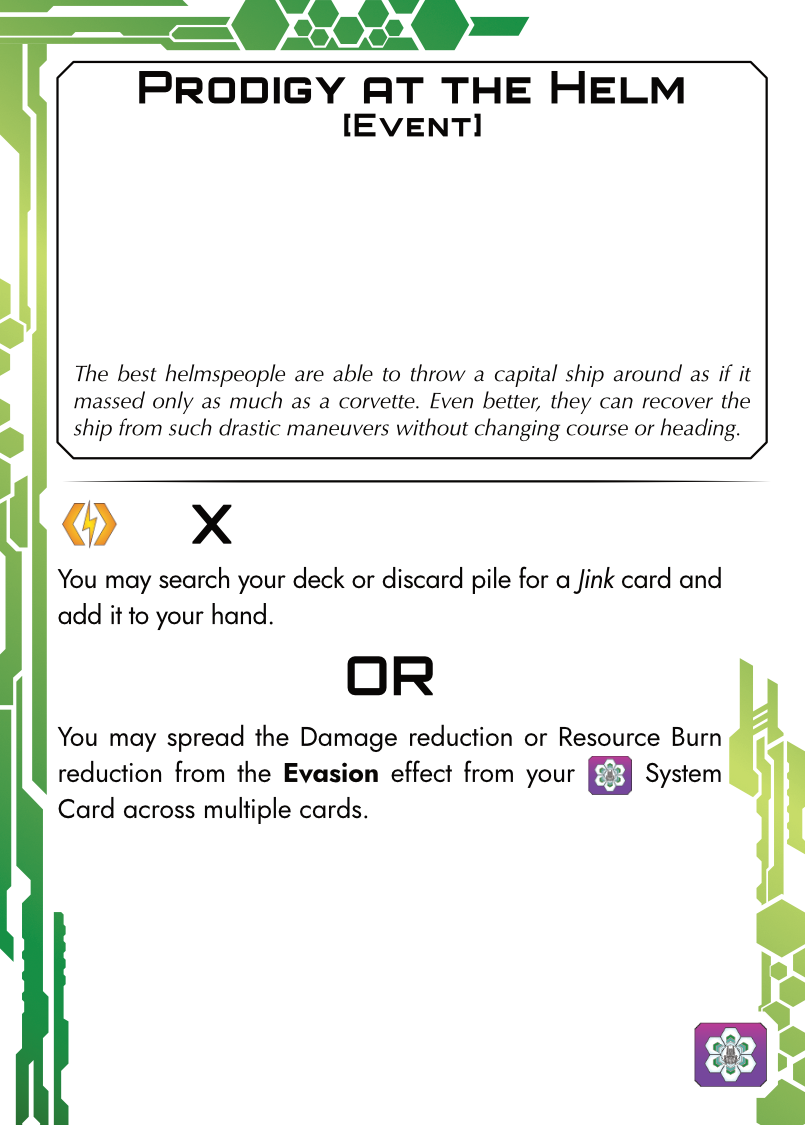 Prodigy at the Helm
[Event]
The best helmspeople are able to throw a capital ship around as if it
massed only as much as a corvette. Even better, they can recover the
ship from such drastic maneuvers without changing course or heading.
X
You may search your deck or discard pile for a Jink card and
add it to your hand.
OR
You may spread the Damage reduction or Resource Burn
reduction from the Evasion effect from your System
Card across multiple cards.